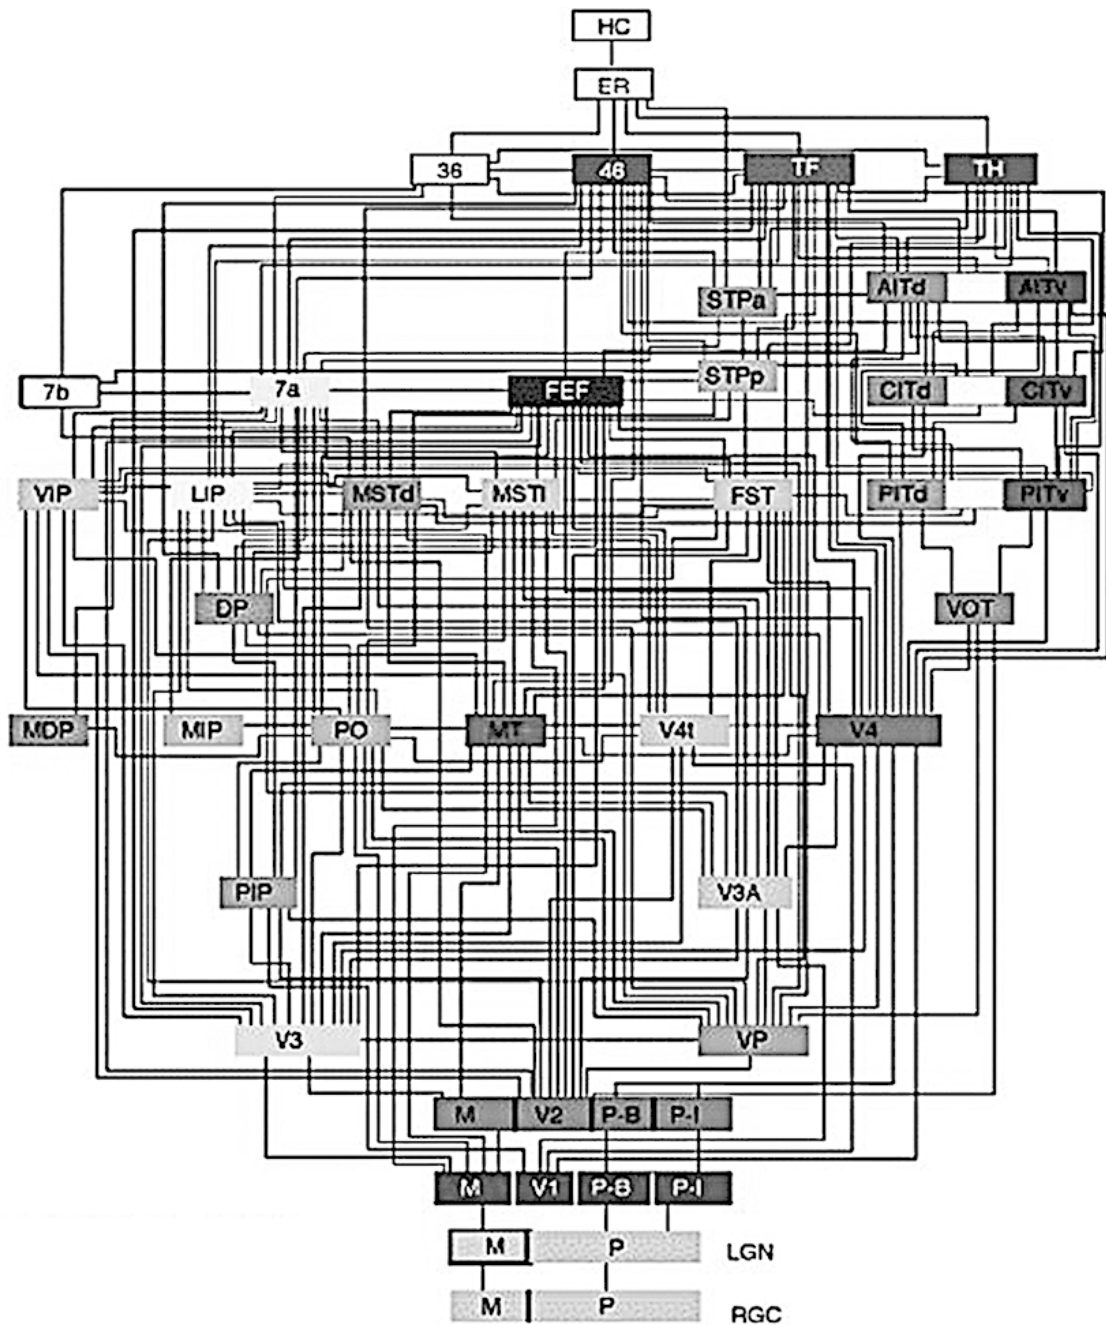 HC
ER
36 46 TF TH
STPa AITd AITv
7b 7a FEF STPp CITd CITv
VIP LIP MSTd MSTl FST PITd PITv
DP VOT
MDP MIP PO MT V4t V4
PIP V3A
V3 VP
M V2 P-B P-I
M V1 P-B P-I
M P LGN
M P RGC